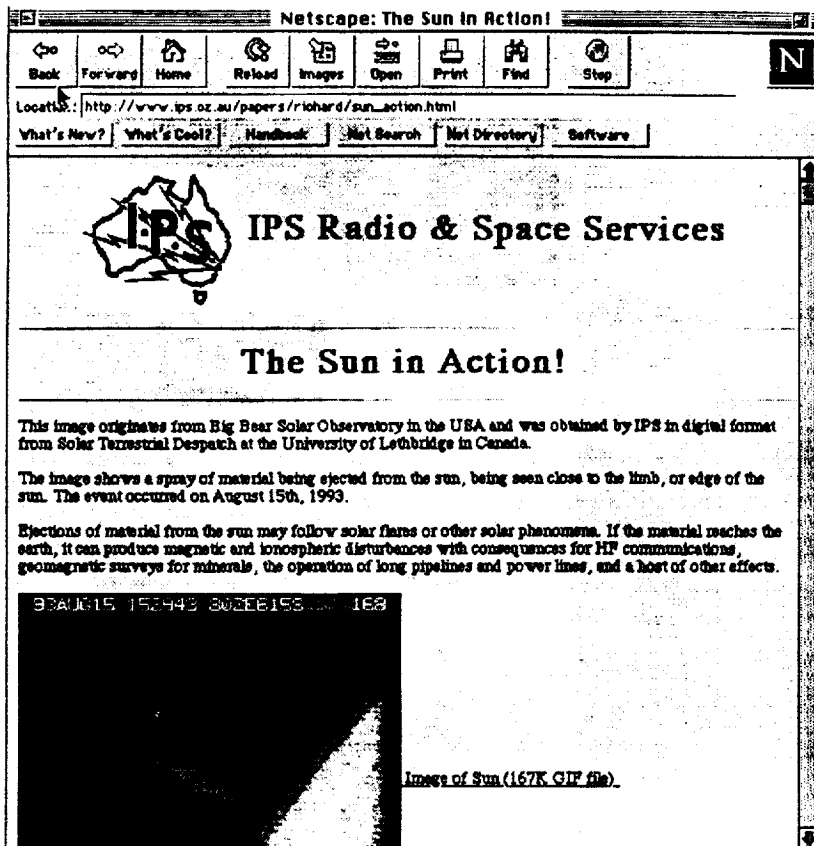 Netscape: The Sun in Action!
Back Forward Home Reload Images Open Print Find Stop
N
Location: http://www.ips.oz.au/papers/richard/sun_action.html
What's New? What's Cool? Handbook Net Search Net Directory Software
I.P.S
IPS Radio & Space Services
The Sun in Action!
This image originates from Big Bear Solar Observatory in the USA and was obtained by IPS in digital format
from Solar Terrestrial Despatch at the University of Lethbridge in Canada.
The image shows a spray of material being ejected from the sun, being seen close to the limb, or edge of the
sun. The event occurred on August 15th, 1993.
Ejections of material from the sun may follow solar flares or other solar phenomena. If the material reaches the
earth, it can produce magnetic and ionospheric disturbances with consequences for HF communications,
geomagnetic surveys for minerals, the operation of long pipelines and power lines, and a host of other effects.
93AUG15 152943 168
Image of Sun (167K GIF file)